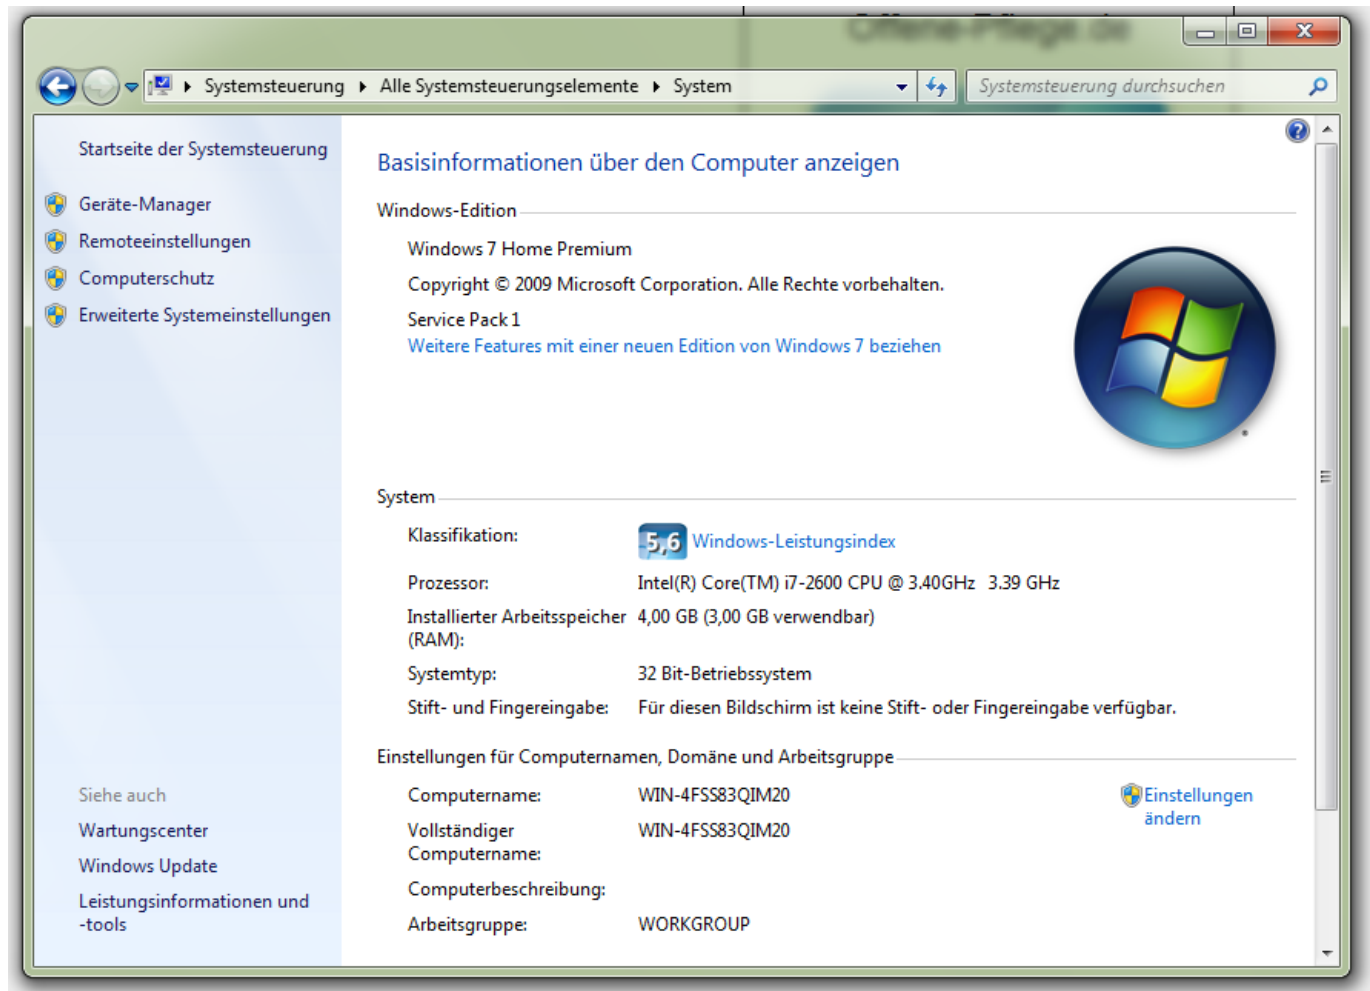 Offene-Pflege.de
Systemsteuerung
Alle Systemsteuerungselemente
System
Systemsteuerung durchsuchen
Startseite der Systemsteuerung
Geräte-Manager
Remoteeinstellungen
Computerschutz
Erweiterte Systemeinstellungen
Siehe auch
Wartungscenter
Windows Update
Leistungsinformationen und
-tools
Basisinformationen über den Computer anzeigen
Windows-Edition
Windows 7 Home Premium
Copyright © 2009 Microsoft Corporation. Alle Rechte vorbehalten.
Service Pack 1
Weitere Features mit einer neuen Edition von Windows 7 beziehen
System
Klassifikation: 5,6 Windows-Leistungsindex
Prozessor: Intel(R) Core(TM) i7-2600 CPU @ 3.40GHz 3.39 GHz
Installierter Arbeitsspeicher 4,00 GB (3,00 GB verwendbar)
(RAM):
Systemtyp: 32 Bit-Betriebssystem
Stift- und Fingereingabe: Für diesen Bildschirm ist keine Stift- oder Fingereingabe verfügbar.
Einstellungen für Computernamen, Domäne und Arbeitsgruppe
Computername: WIN-4FSS83QIM20 Einstellungen
ändern
Vollständiger WIN-4FSS83QIM20
Computername:
Computerbeschreibung:
Arbeitsgruppe: WORKGROUP